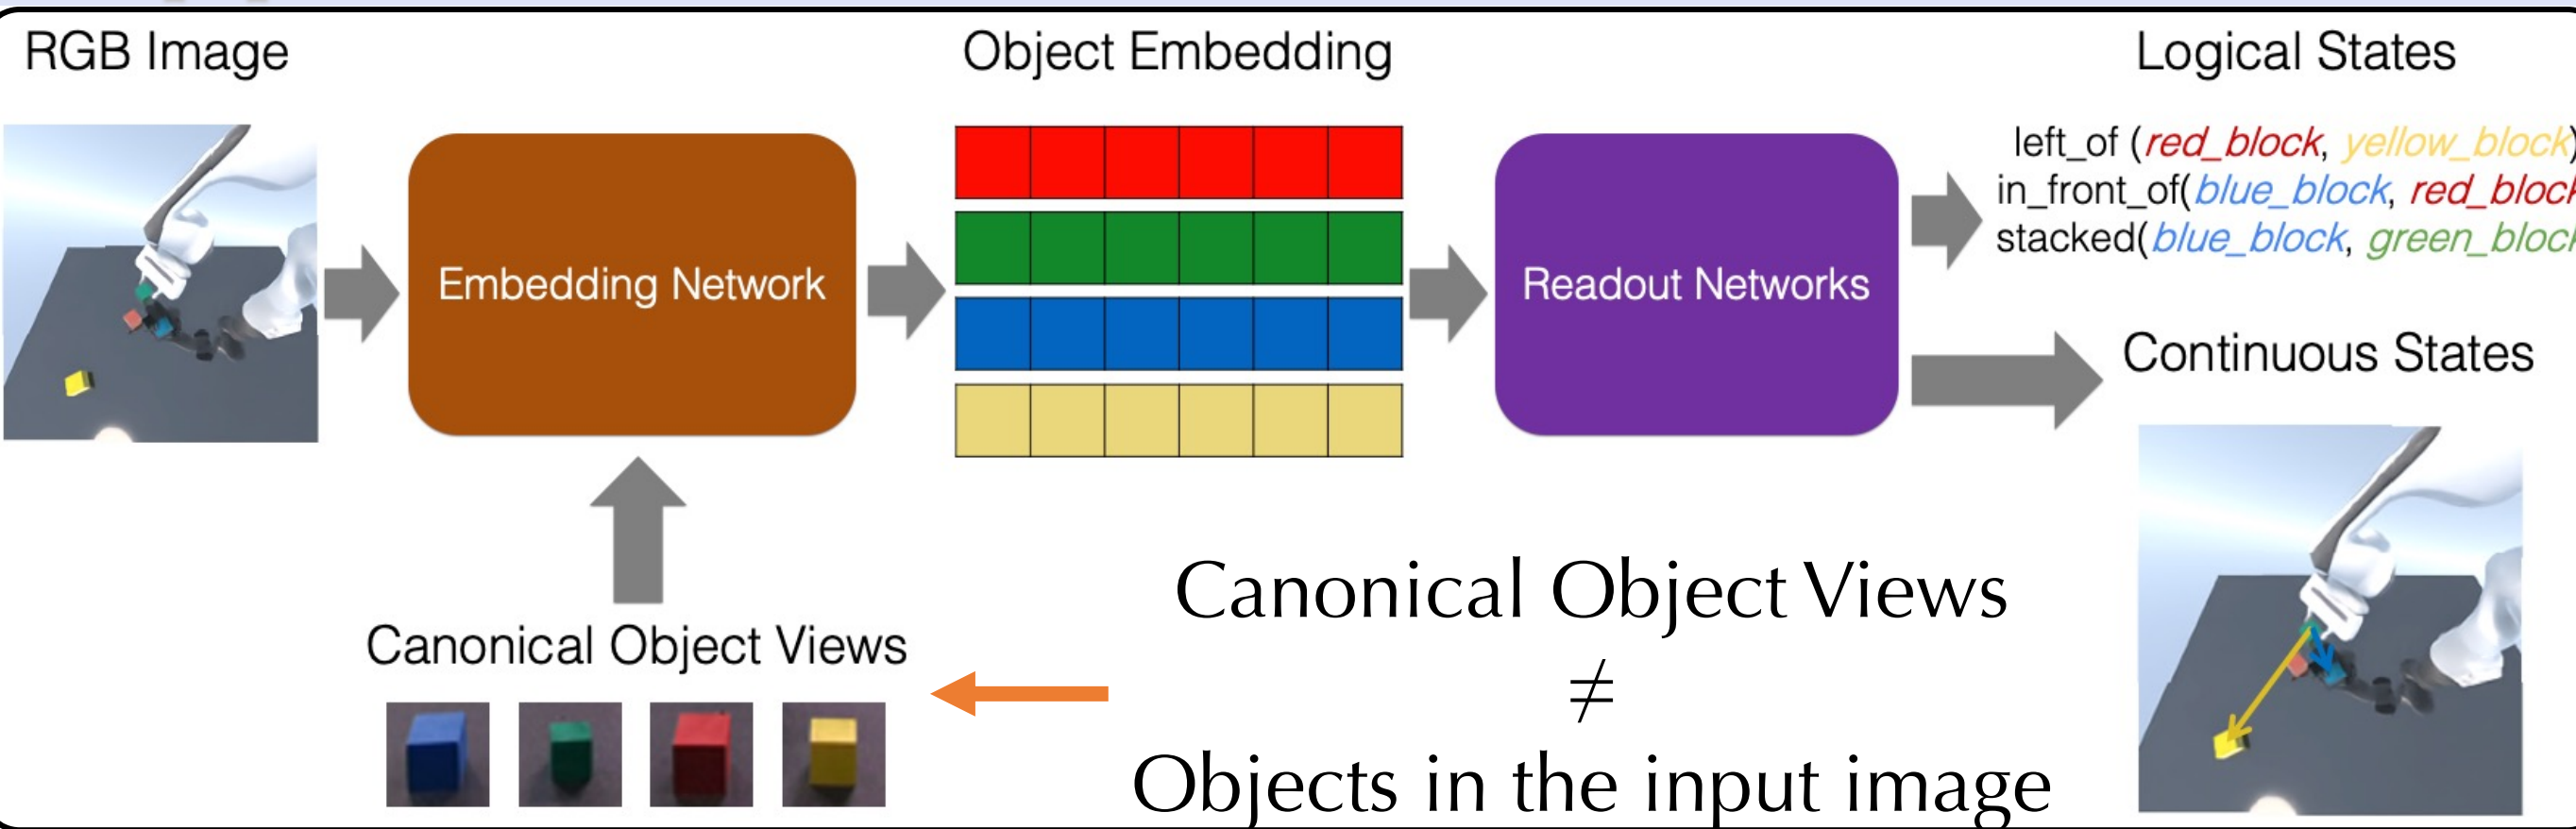 RGB Image
Object Embedding
Logical States
Embedding Network
Readout Networks
left_of (red_block, yellow_block)
in_front_of(blue_block, red_block
stacked(blue_block, green_block
Continuous States
Canonical Object Views
Canonical Object Views
≠
Objects in the input image